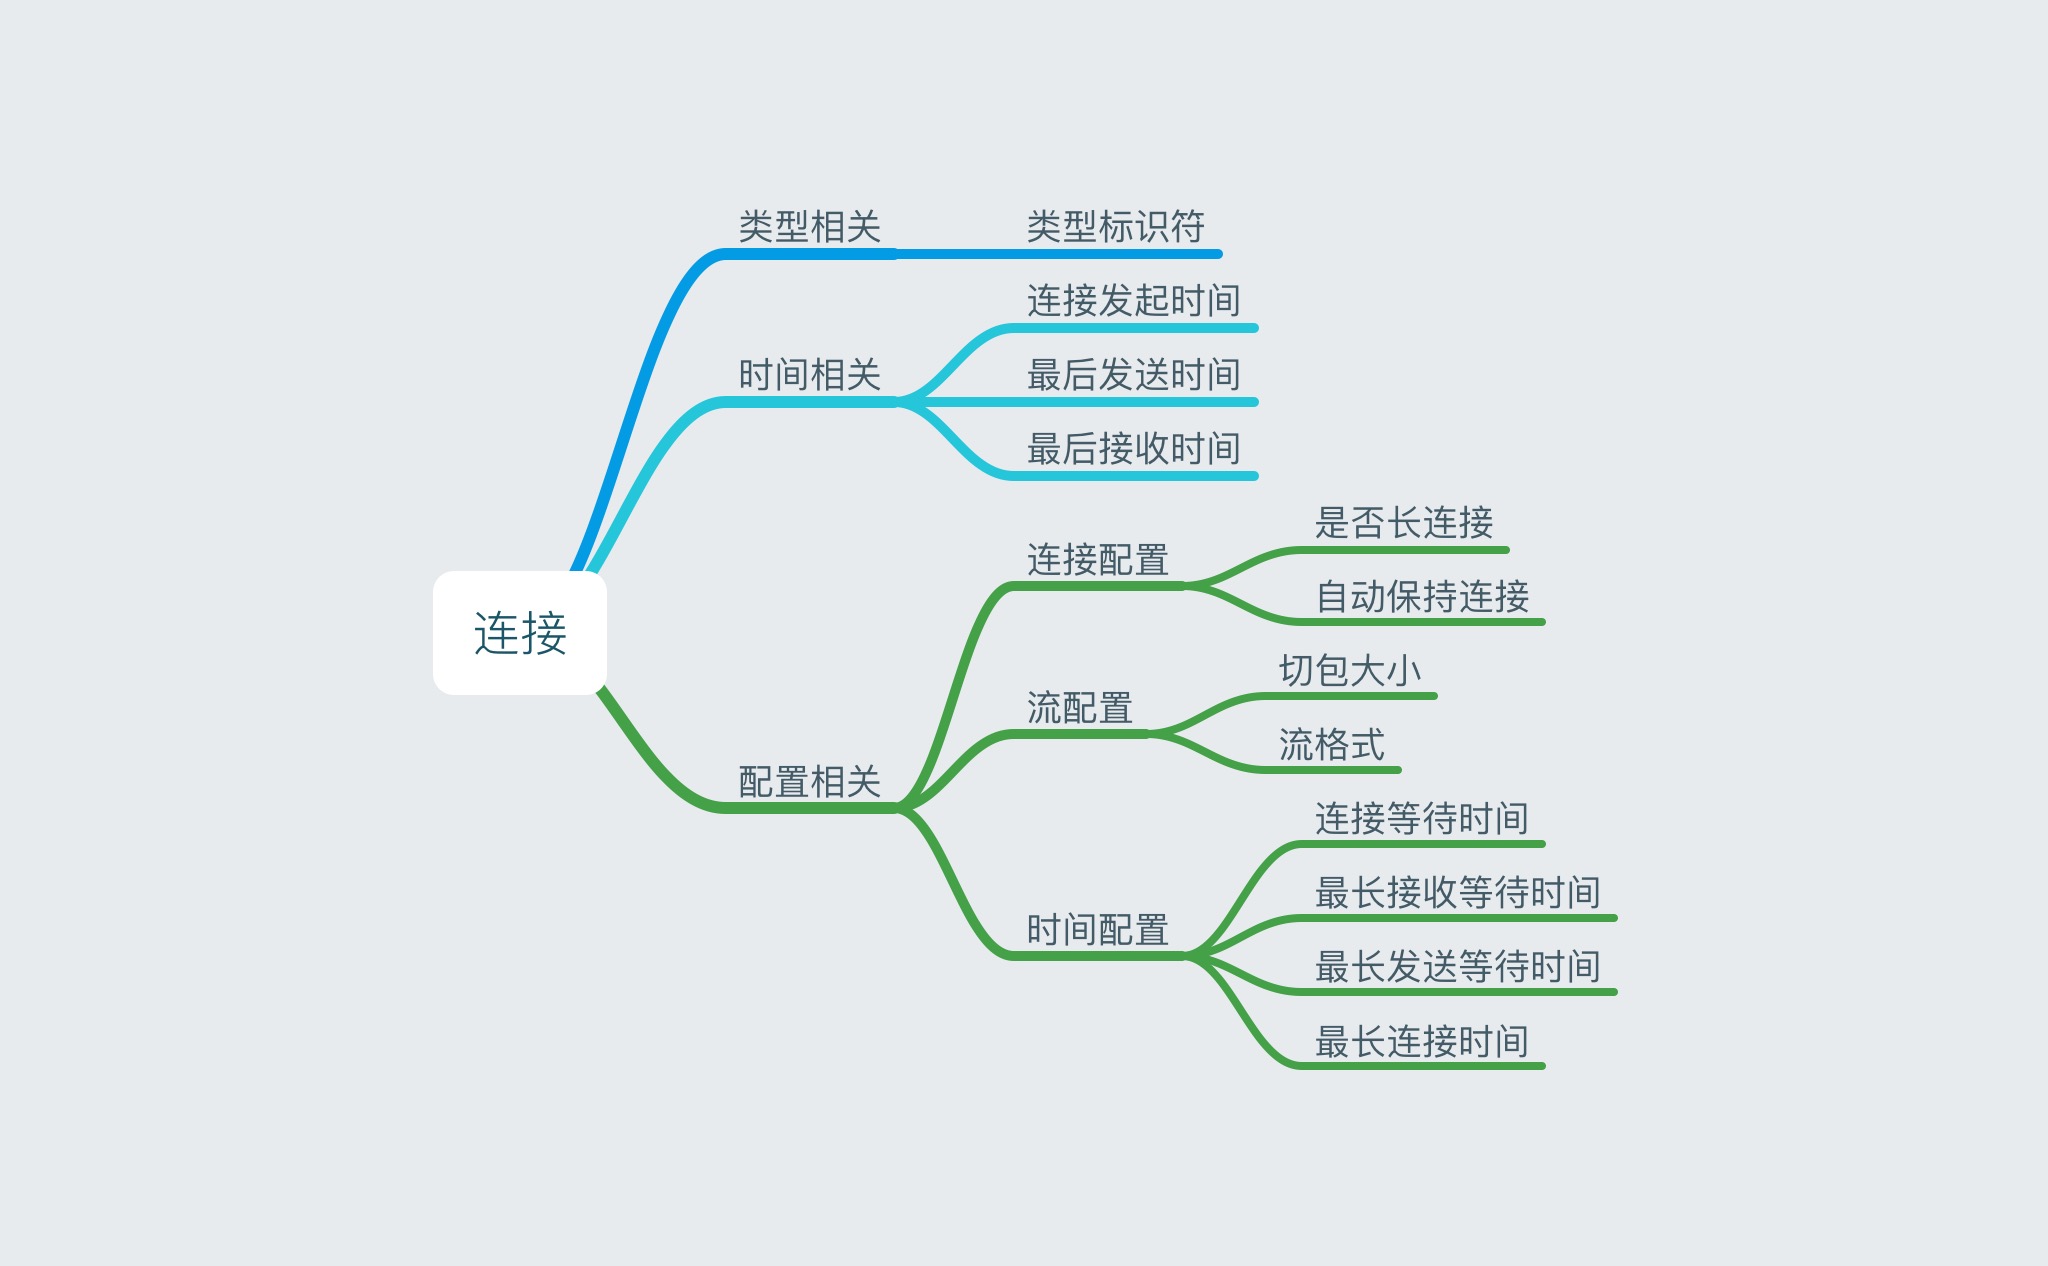 类型相关
类型标识符
连接发起时间
时间相关
最后发送时间
最后接收时间
是否长连接
连接配置
自动保持连接
连接
切包大小
流配置
流格式
配置相关
连接等待时间
最长接收等待时间
时间配置
最长发送等待时间
最长连接时间